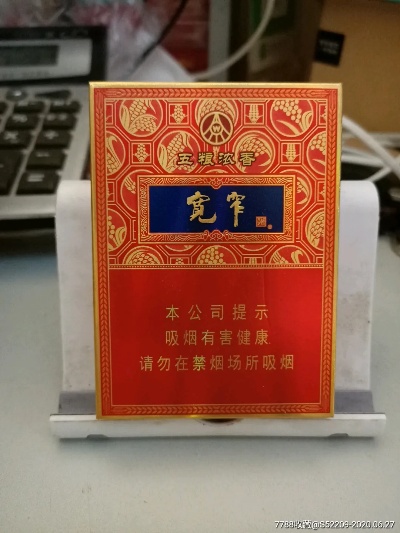 五粮浓香
宽窄
本公司提示
吸烟有害健康
请勿在禁烟场所吸烟
7788收藏@S52209-2020.06.27